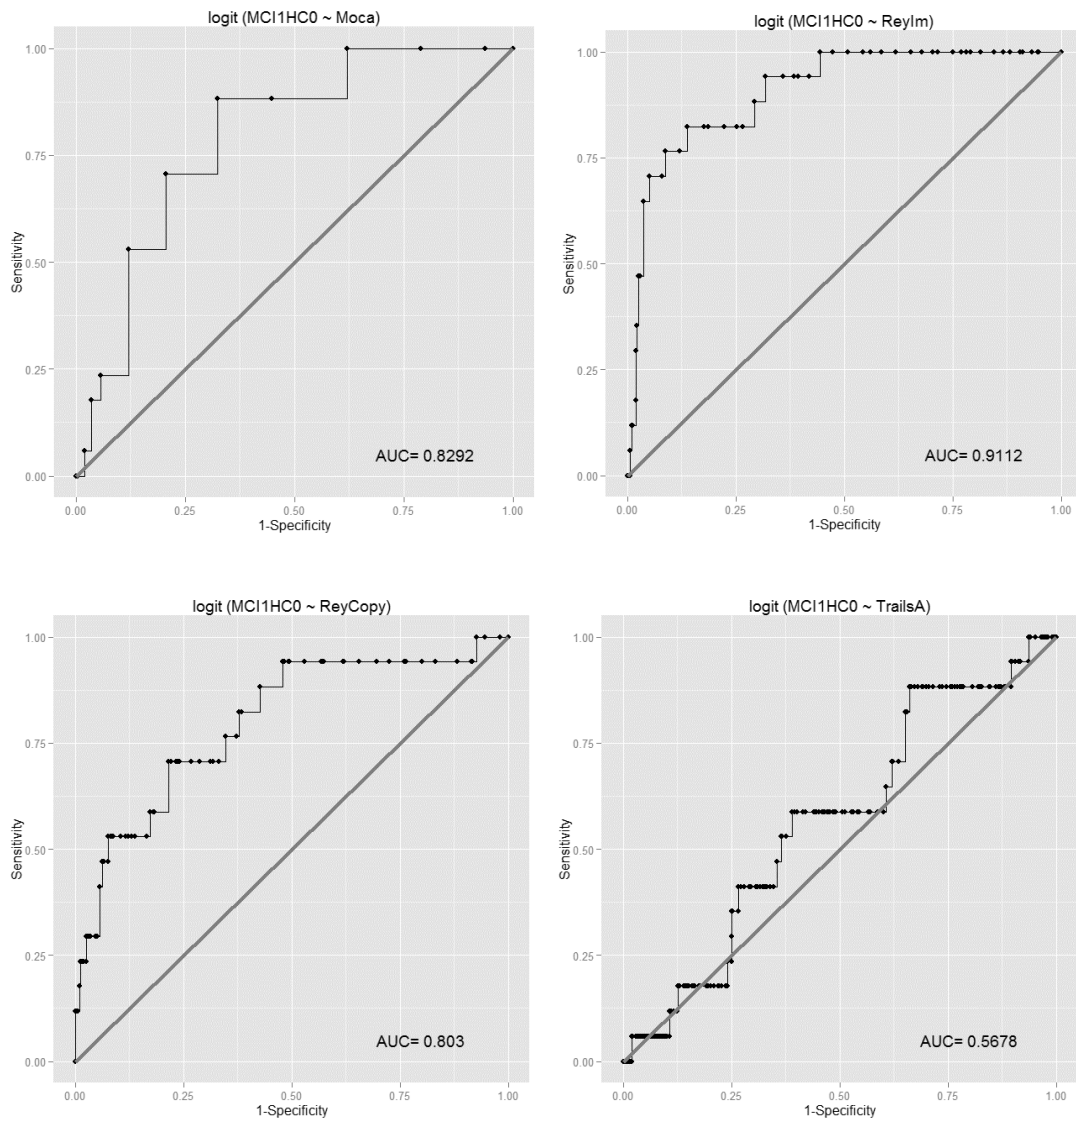 logit (MCI1HC0 ~ Moca)
1.00
0.75
0.50
0.25
0.00
Sensitivity
AUC= 0.8292
0.00 0.25 0.50 0.75 1.00
1-Specificity
logit (MCI1HC0 ~ ReyIm)
1.00
0.75
0.50
0.25
0.00
Sensitivity
AUC= 0.9112
0.00 0.25 0.50 0.75 1.00
1-Specificity
logit (MCI1HC0 ~ ReyCopy)
1.00
0.75
0.50
0.25
0.00
Sensitivity
AUC= 0.803
0.00 0.25 0.50 0.75 1.00
1-Specificity
logit (MCI1HC0 ~ TrailsA)
1.00
0.75
0.50
0.25
0.00
Sensitivity
AUC= 0.5678
0.00 0.25 0.50 0.75 1.00
1-Specificity